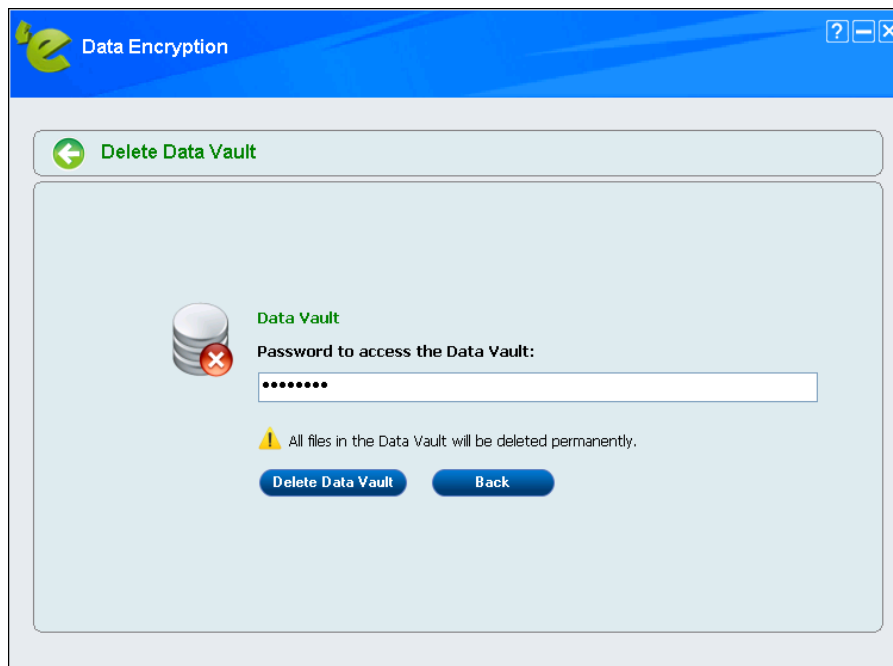 Data Encryption
Delete Data Vault
Data Vault
Password to access the Data Vault:
••••••••
All files in the Data Vault will be deleted permanently.
Delete Data Vault
Back